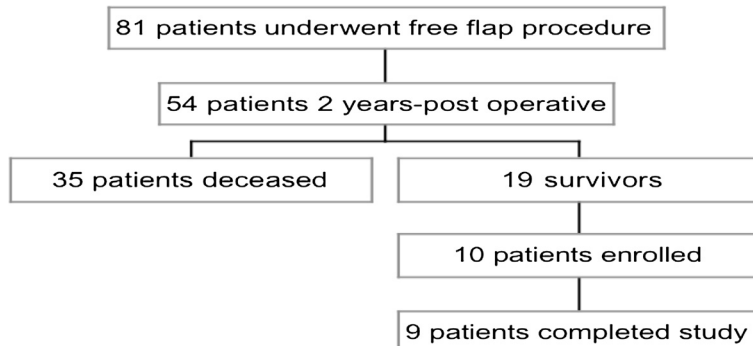 81 patients underwent free flap procedure
54 patients 2 years-post operative
35 patients deceased
19 survivors
10 patients enrolled
9 patients completed study